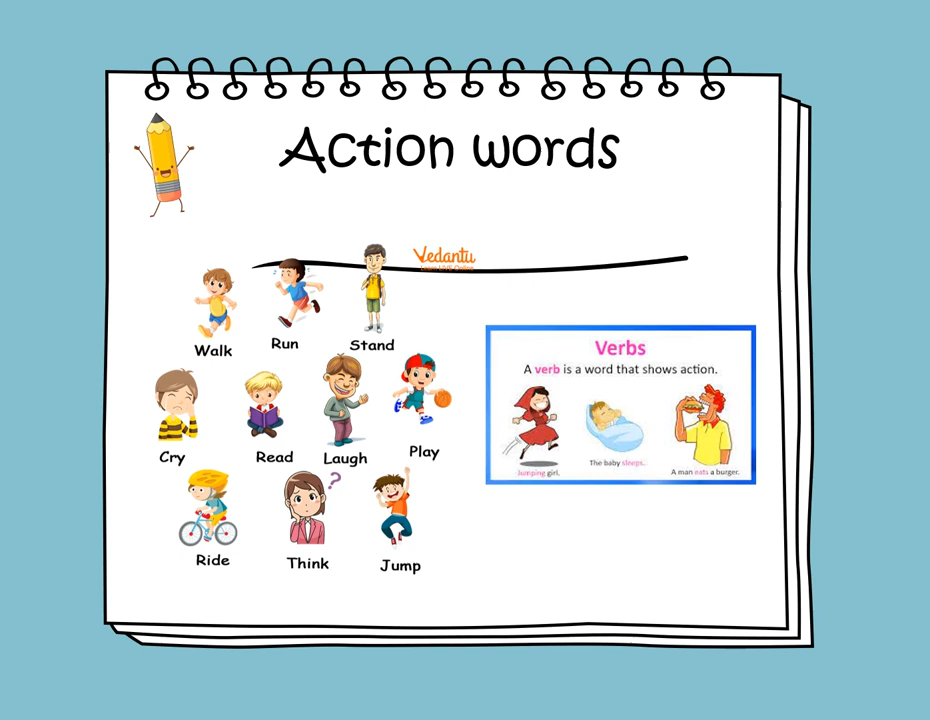 Action words
Vedantu
Walk
Run
Stand
Cry
Read
Laugh
Play
Ride
Think
Jump
Verbs
A verb is a word that shows action.
Jumping girl.
The baby sleeps.
A man eats a burger.